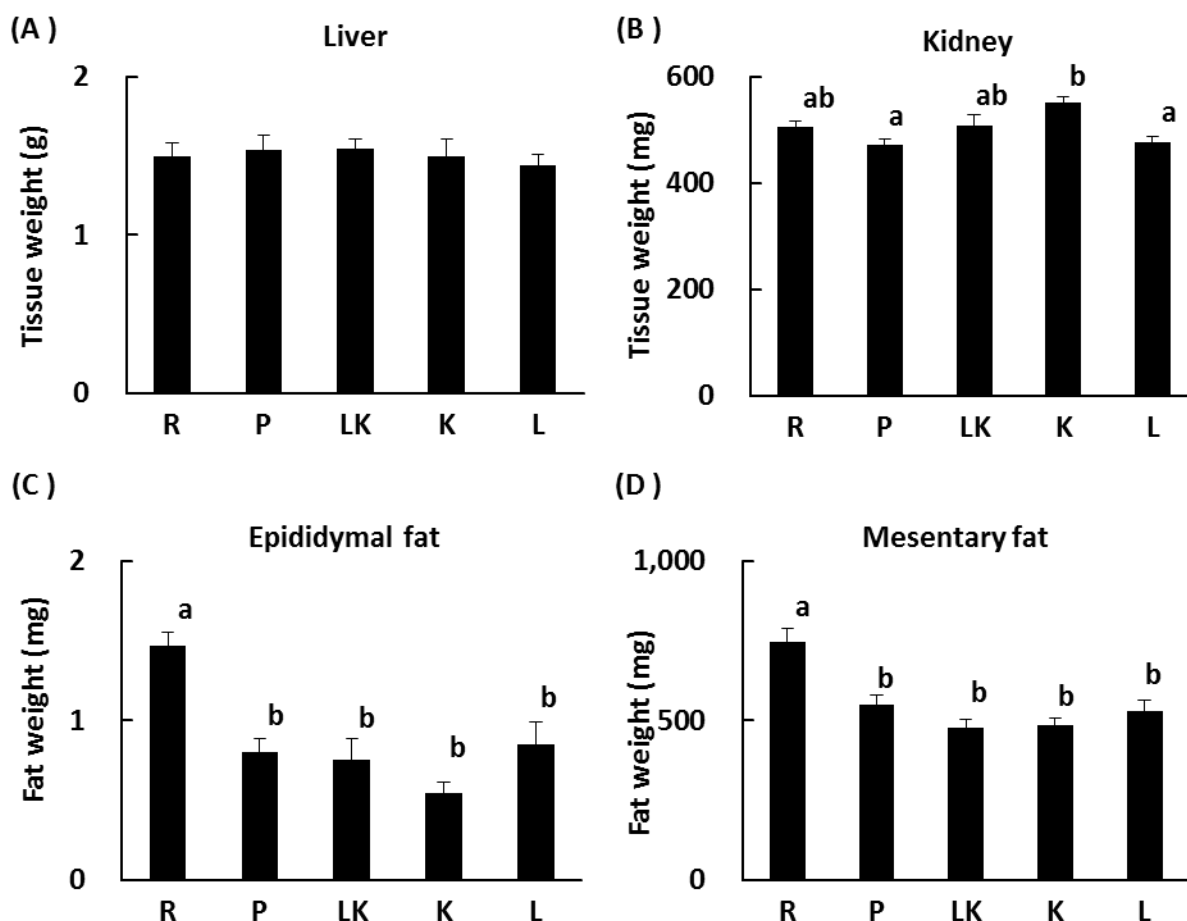 (A)
Liver
Tissue weight (g)
2
1
0
R P LK K L
(B )
Kidney
Tissue weight (mg)
600
400
200
0
ab a ab b a
R P LK K L
(C )
Epididymal fat
Fat weight (mg)
2
1
0
a b b b b
R P LK K L
(D )
Mesentary fat
Fat weight (mg)
1,000
500
0
a b b b b
R P LK K L